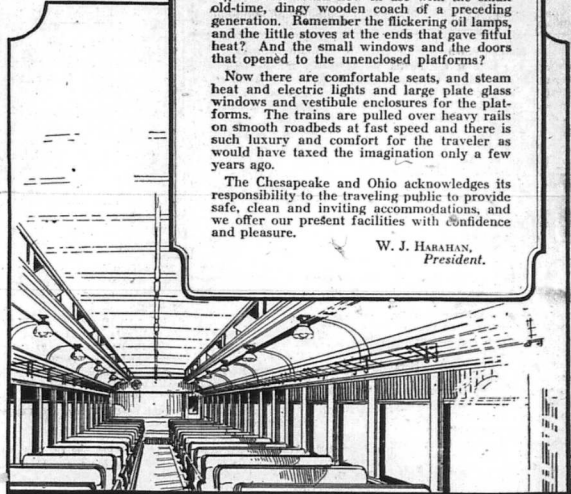 old-time, dingy wooden coach of a preceding
generation. Remember the flickering oil lamps,
and the little stoves at the ends that gave fitful
heat? And the small windows and the doors
that opened to the unenclosed platforms?
Now there are comfortable seats, and steam
heat and electric lights and large plate glass
windows and vestibule enclosures for the plat-
forms. The trains are pulled over heavy rails
on smooth roadbeds at fast speed and there is
such luxury and comfort for the traveler as
would have taxed the imagination only a few
years ago.
The Chesapeake and Ohio acknowledges its
responsibility to the traveling public to provide
safe, clean and inviting accommodations, and
we offer our present facilities with confidence
and pleasure.
W. J. Harahan,
President.